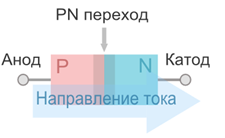 PN переход
Анод
Катод
P
N
Направление тока